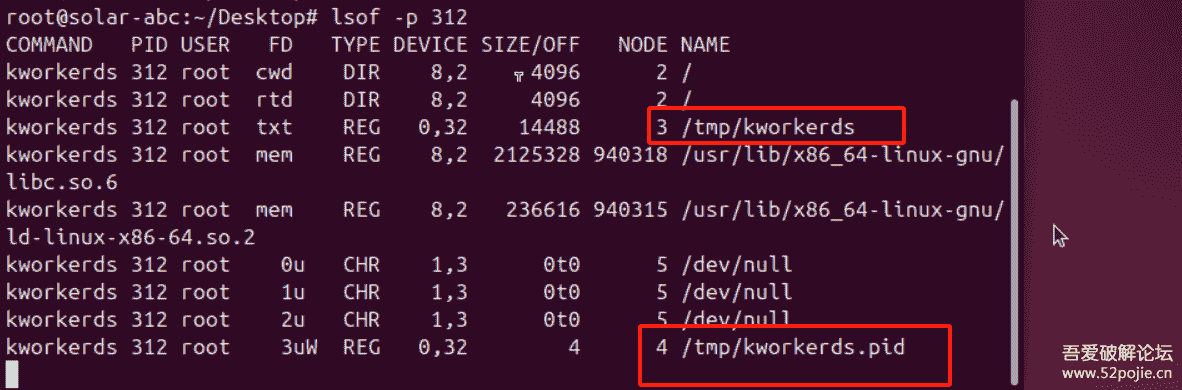 root@solar-abc:~/Desktop# lsof -p 312
COMMAND PID USER FD TYPE DEVICE SIZE/OFF NODE NAME
kworkerds 312 root cwd DIR 8,2 4096 2 /
kworkerds 312 root rtd DIR 8,2 4096 2 /
kworkerds 312 root txt REG 0,32 14488 3 /tmp/kworkerds
kworkerds 312 root mem REG 8,2 2125328 940318 /usr/lib/x86_64-linux-gnu/
libc.so.6
kworkerds 312 root mem REG 8,2 236616 940315 /usr/lib/x86_64-linux-gnu/
ld-linux-x86-64.so.2
kworkerds 312 root 0u CHR 1,3 0t0 5 /dev/null
kworkerds 312 root 1u CHR 1,3 0t0 5 /dev/null
kworkerds 312 root 2u CHR 1,3 0t0 5 /dev/null
kworkerds 312 root 3uW REG 0,32 4 4 /tmp/kworkerds.pid
吾爱破解论坛
www.52pojie.cn